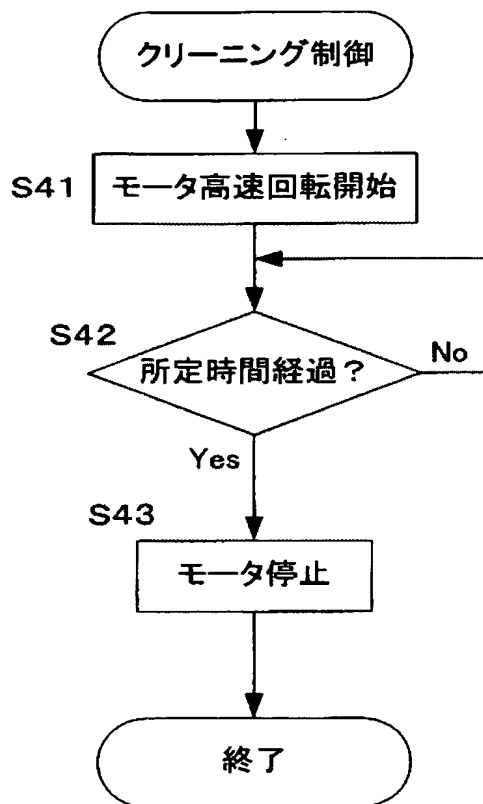 クリーニング制御
S41
モータ高速回転開始
S42
所定時間経過？
No
Yes
S43
モータ停止
終了